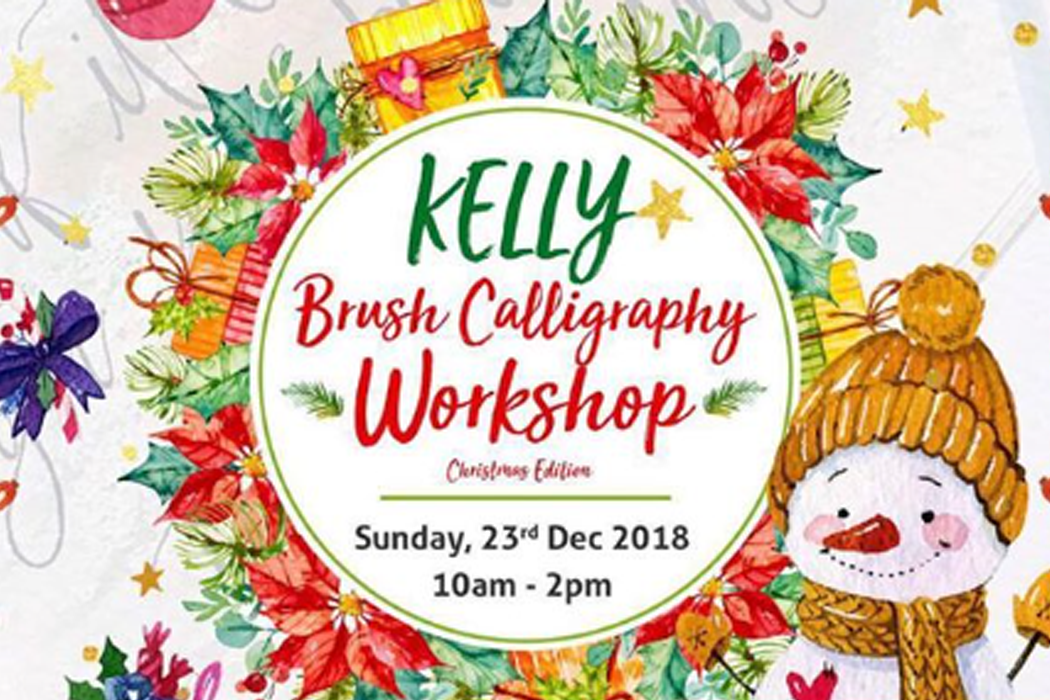 KELLY
Brush Calligraphy
Workshop
Christmas Edition
Sunday, 23rd Dec 2018
10am - 2pm